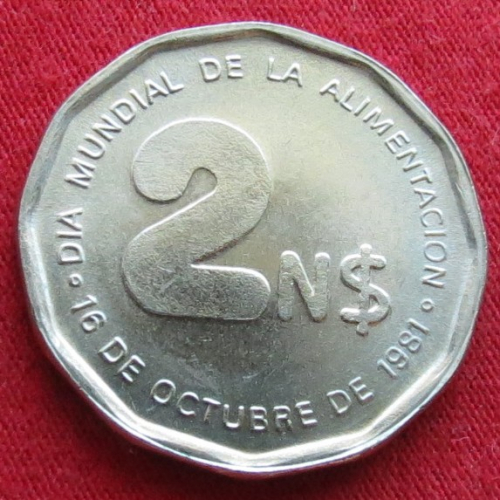 DIA MUNDIAL DE LA ALIMENTACION
2 N$
16 DE OCTUBRE DE 1981